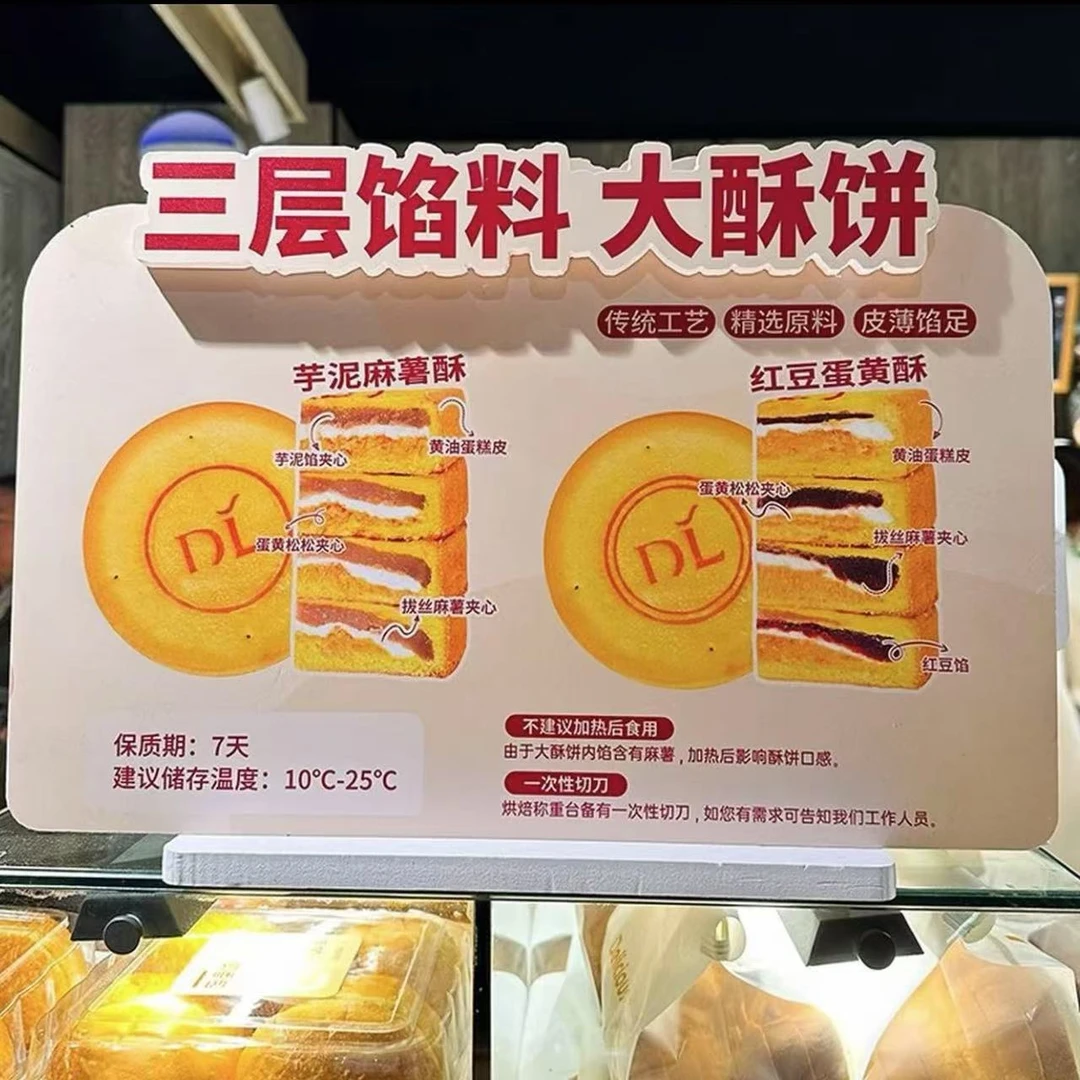 三层馅料 大酥饼
传统工艺 精选原料 皮薄馅足
芋泥麻薯酥
芋泥馅夹心
黄油蛋糕皮
蛋黄松松夹心
拔丝麻薯夹心
DL
红豆蛋黄酥
黄油蛋糕皮
蛋黄松松夹心
拔丝麻薯夹心
红豆馅
DL
保质期：7天
建议储存温度：10°C-25°C
不建议加热后食用
由于大酥饼内馅含有麻薯，加热后影响酥饼口感。
一次性切刀
烘焙称重台备有一次性切刀，如您有需求可告知我们工作人员。